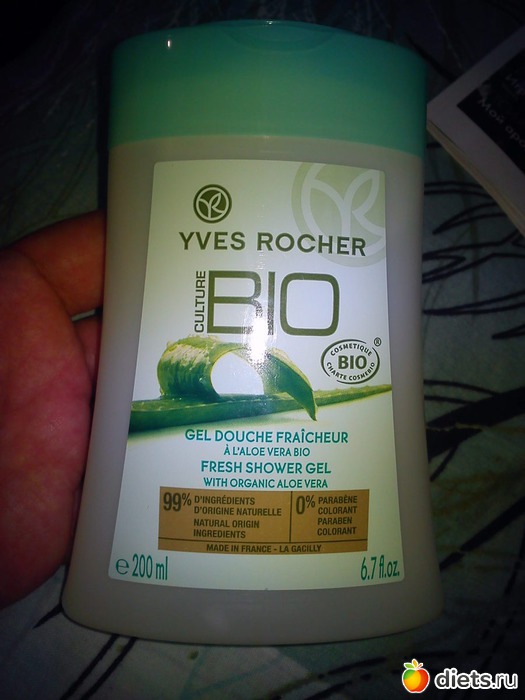 YVES ROCHER
CULTURE
BIO
COSMETIQUE
BIO
CHARTE COSMEBIO
®
GEL DOUCHE FRAÎCHEUR
À L'ALOE VERA BIO
FRESH SHOWER GEL
WITH ORGANIC ALOE VERA
99% D'INGRÉDIENTS
D'ORIGINE NATURELLE
NATURAL ORIGIN
INGREDIENTS
0% PARABÈNE
COLORANT
PARABEN
COLORANT
MADE IN FRANCE - LA GACILLY
e 200 ml
6.7 fl.oz.
diets.ru